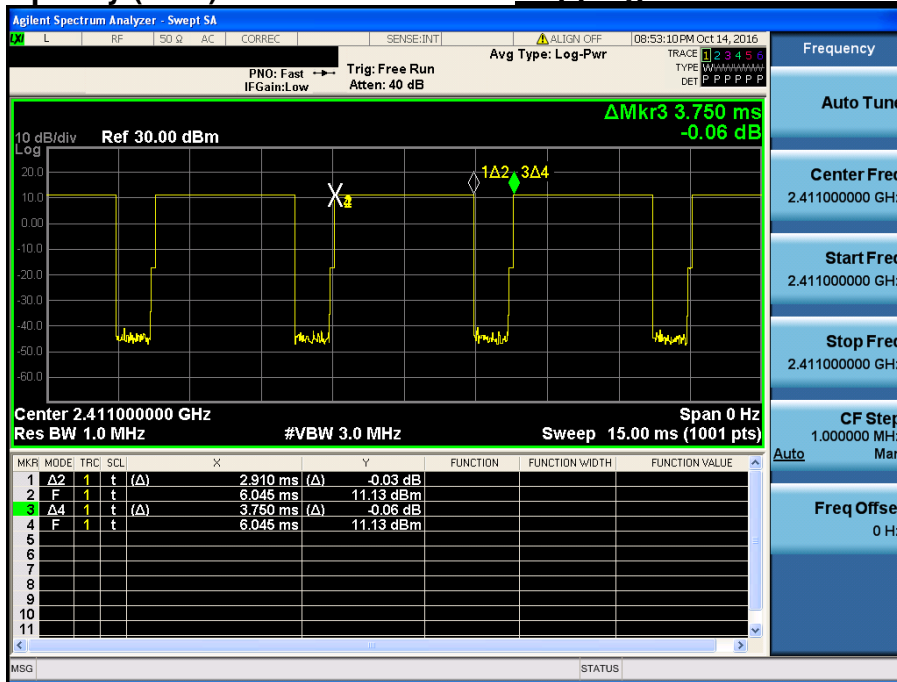 Agilent Spectrum Analyzer - Swept SA
LXI L RF 50 Ω AC CORREC SENSE:INT ALIGN OFF 08:53:10 PM Oct 14, 2016
Avg Type: Log-Pwr
TRACE 1 2 3 4 5 6
TYPE WWWWWW
DET P P P P P P
PNO: Fast
IFGain:Low
Trig: Free Run
Atten: 40 dB
ΔMkr3 3.750 ms
-0.06 dB
10 dB/div Ref 30.00 dBm
Log
20.0
10.0
0.00
-10.0
-20.0
-30.0
-40.0
-50.0
-60.0
X
1Δ2 3Δ4
Center 2.411000000 GHz
Span 0 Hz
Res BW 1.0 MHz #VBW 3.0 MHz Sweep 15.00 ms (1001 pts)
MKR MODE TRC SCL X Y FUNCTION FUNCTION WIDTH FUNCTION VALUE
1 Δ2 1 t (Δ) 2.910 ms (Δ) -0.03 dB
2 F 1 t 6.045 ms 11.13 dBm
3 Δ4 1 t (Δ) 3.750 ms (Δ) -0.06 dB
4 F 1 t 6.045 ms 11.13 dBm
5
6
7
8
9
10
11
MSG STATUS
Frequency
Auto Tune
Center Freq
2.411000000 GHz
Start Freq
2.411000000 GHz
Stop Freq
2.411000000 GHz
CF Step
1.000000 MHz
Auto Man
Freq Offset
0 Hz